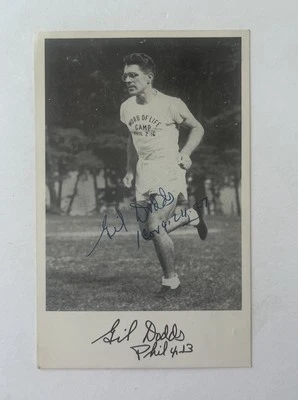 WORD OF LIFE
CAMP
Gil Dodds
Gil Dodds
Phil 4:13